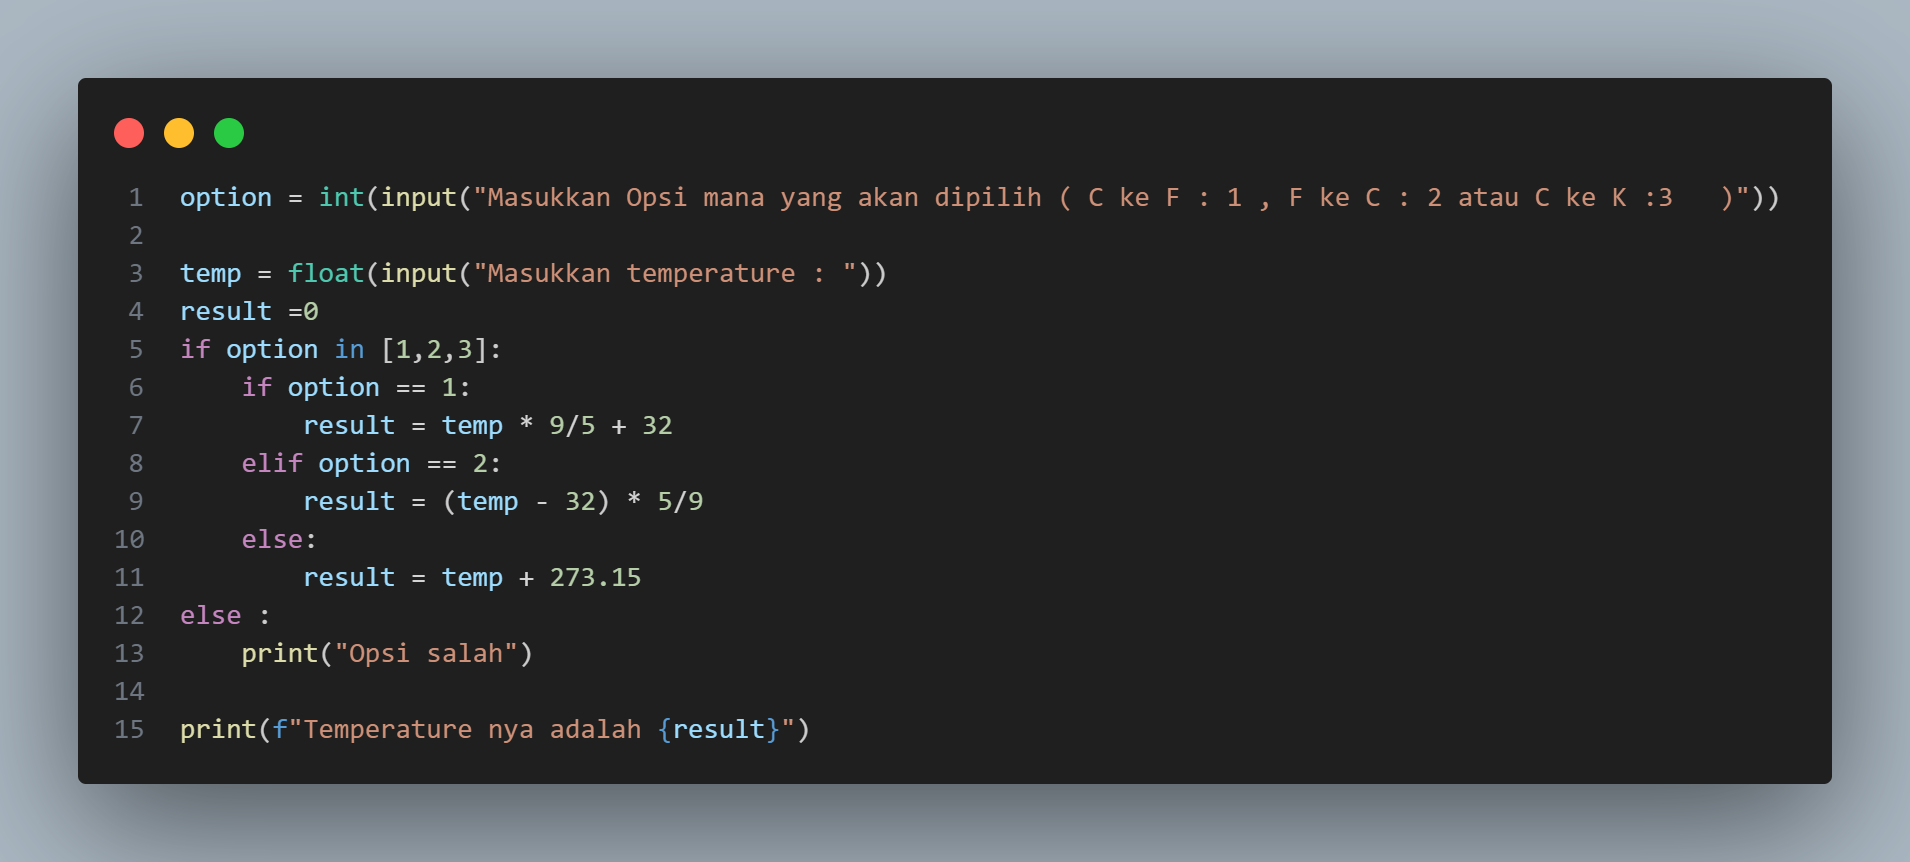 1 option = int(input("Masukkan Opsi mana yang akan dipilih ( C ke F : 1 , F ke C : 2 atau C ke K :3   )"))
2
3 temp = float(input("Masukkan temperature : "))
4 result =0
5 if option in [1,2,3]:
6     if option == 1:
7         result = temp * 9/5 + 32
8     elif option == 2:
9         result = (temp - 32) * 5/9
10     else:
11         result = temp + 273.15
12 else :
13     print("Opsi salah")
14
15 print(f"Temperature nya adalah {result}")